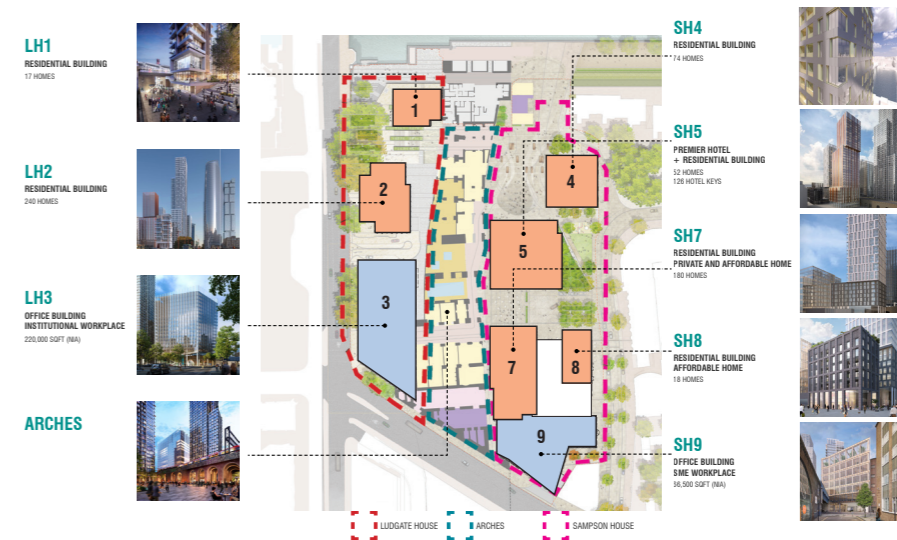 LH1
RESIDENTIAL BUILDING
17 HOMES
LH2
RESIDENTIAL BUILDING
240 HOMES
LH3
OFFICE BUILDING
INSTITUTIONAL WORKPLACE
220,000 SQFT (NIA)
ARCHES
1
2
3
4
5
7
8
9
SH4
RESIDENTIAL BUILDING
74 HOMES
SH5
PREMIER HOTEL
+ RESIDENTIAL BUILDING
52 HOMES
126 HOTEL KEYS
SH7
RESIDENTIAL BUILDING
PRIVATE AND AFFORDABLE HOME
180 HOMES
SH8
RESIDENTIAL BUILDING
AFFORDABLE HOME
18 HOMES
SH9
OFFICE BUILDING
SME WORKPLACE
56,500 SQFT (NIA)
LUDGATE HOUSE
ARCHES
SAMPSON HOUSE